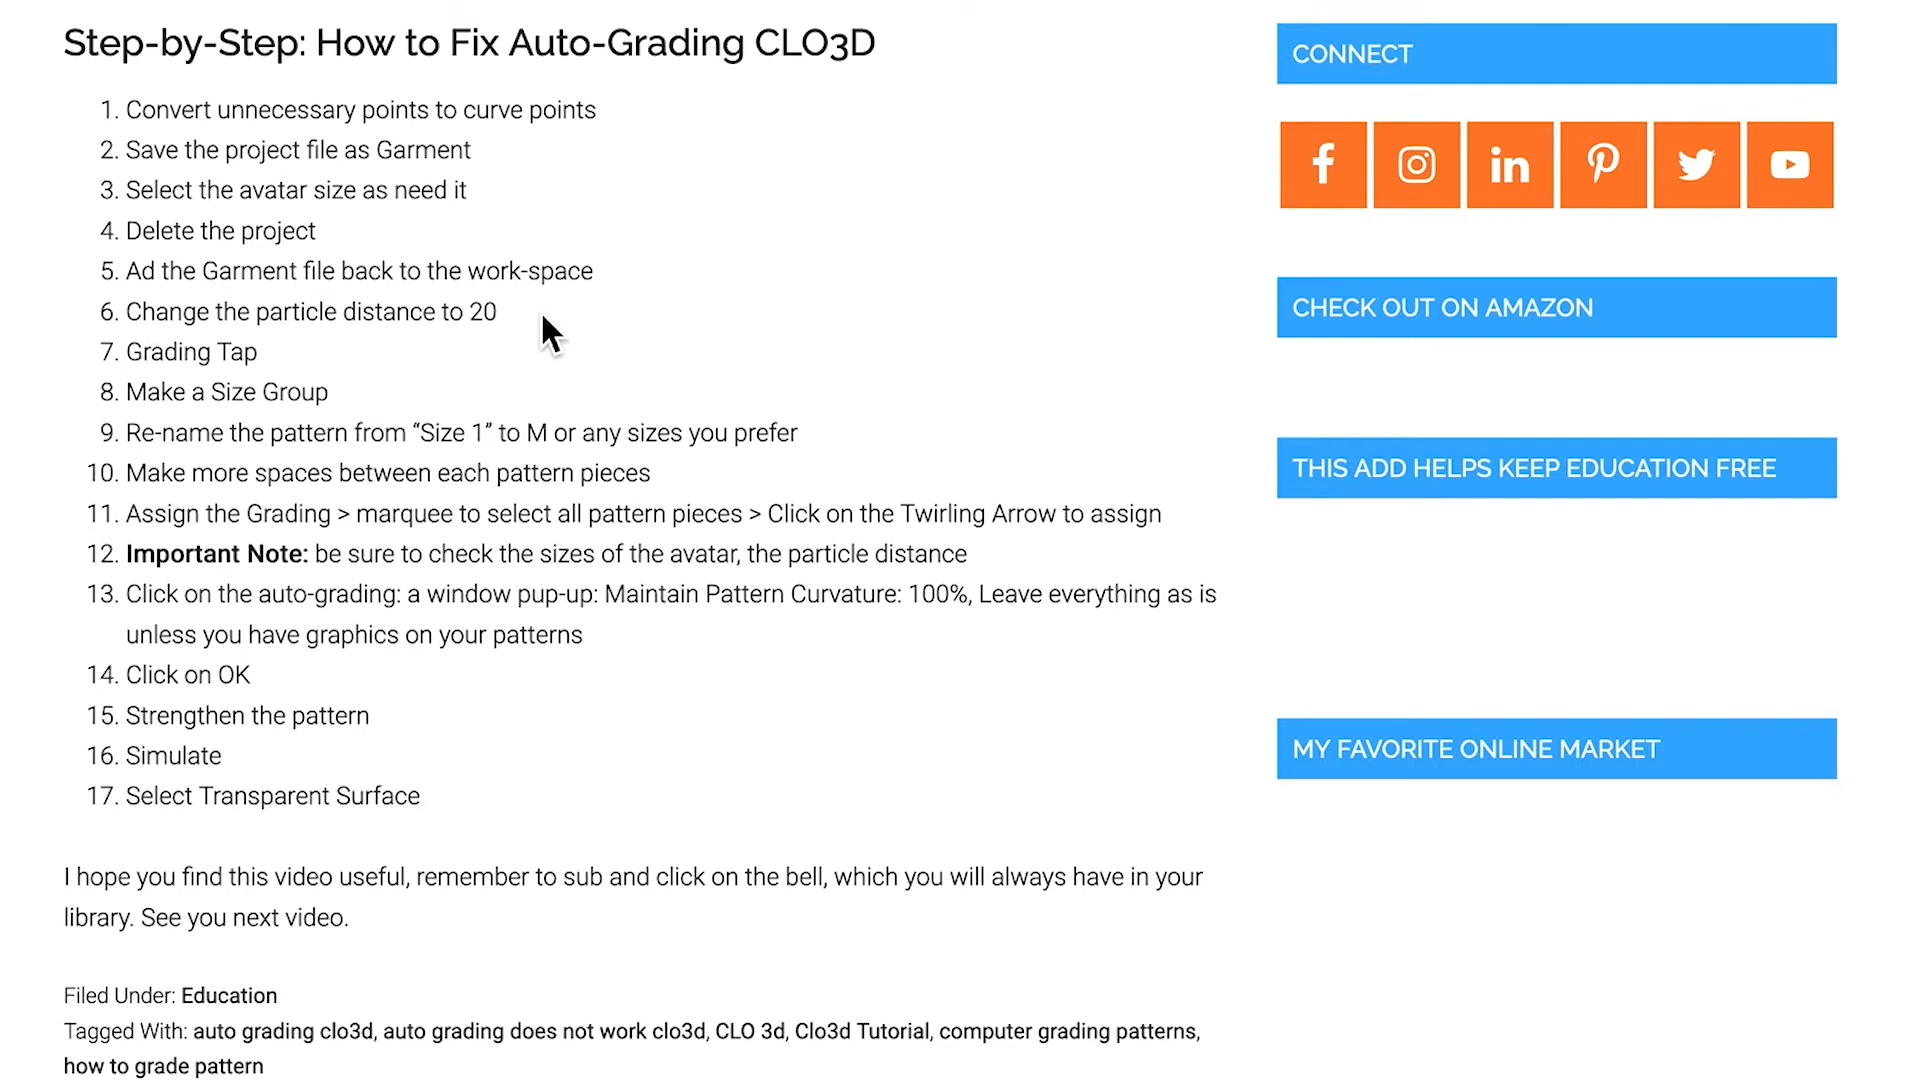 Step-by-Step: How to Fix Auto-Grading CLO3D
1. Convert unnecessary points to curve points
2. Save the project file as Garment
3. Select the avatar size as need it
4. Delete the project
5. Ad the Garment file back to the work-space
6. Change the particle distance to 20
7. Grading Tap
8. Make a Size Group
9. Re-name the pattern from “Size 1” to M or any sizes you prefer
10. Make more spaces between each pattern pieces
11. Assign the Grading > marquee to select all pattern pieces > Click on the Twirling Arrow to assign
12. Important Note: be sure to check the sizes of the avatar, the particle distance
13. Click on the auto-grading: a window pup-up: Maintain Pattern Curvature: 100%, Leave everything as is
unless you have graphics on your patterns
14. Click on OK
15. Strengthen the pattern
16. Simulate
17. Select Transparent Surface
I hope you find this video useful, remember to sub and click on the bell, which you will always have in your
library. See you next video.
Filed Under: Education
Tagged With: auto grading clo3d, auto grading does not work clo3d, CLO 3d, Clo3d Tutorial, computer grading patterns,
how to grade pattern
CONNECT
CHECK OUT ON AMAZON
THIS ADD HELPS KEEP EDUCATION FREE
MY FAVORITE ONLINE MARKET